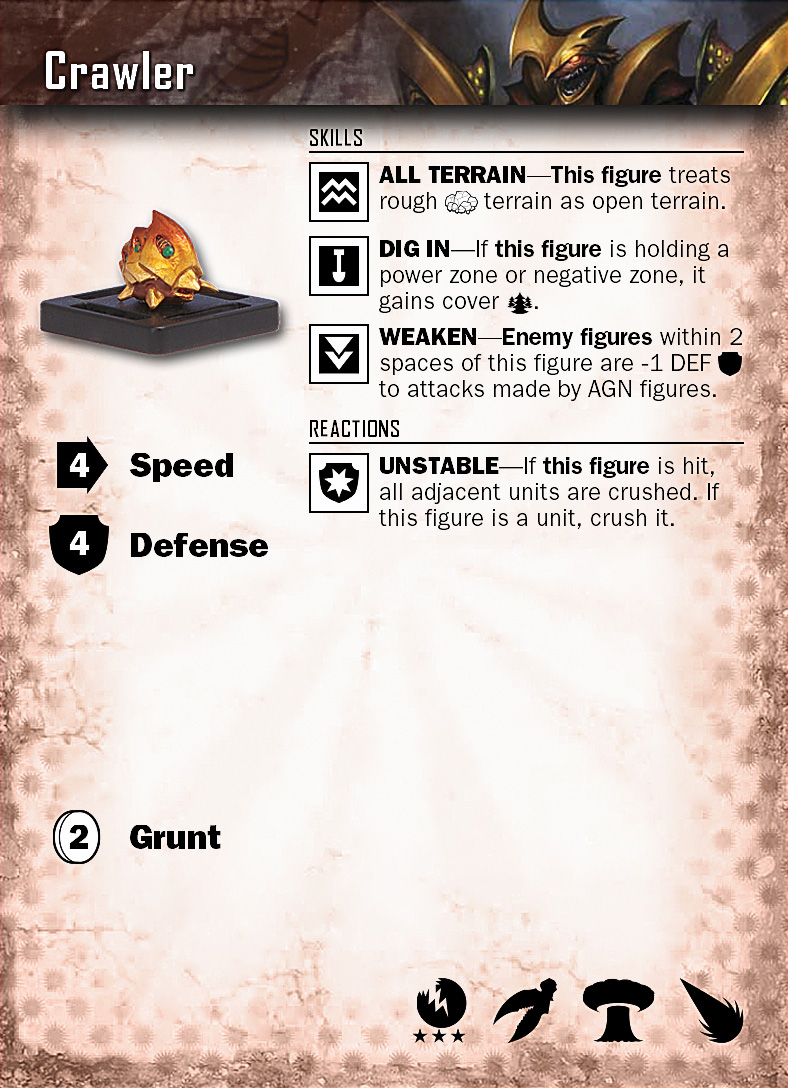 Crawler
SKILLS
ALL TERRAIN—This figure treats
rough terrain as open terrain.
DIG IN—If this figure is holding a
power zone or negative zone, it
gains cover .
WEAKEN—Enemy figures within 2
spaces of this figure are -1 DEF
to attacks made by AGN figures.
REACTIONS
UNSTABLE—If this figure is hit,
all adjacent units are crushed. If
this figure is a unit, crush it.
4 Speed
4 Defense
2 Grunt